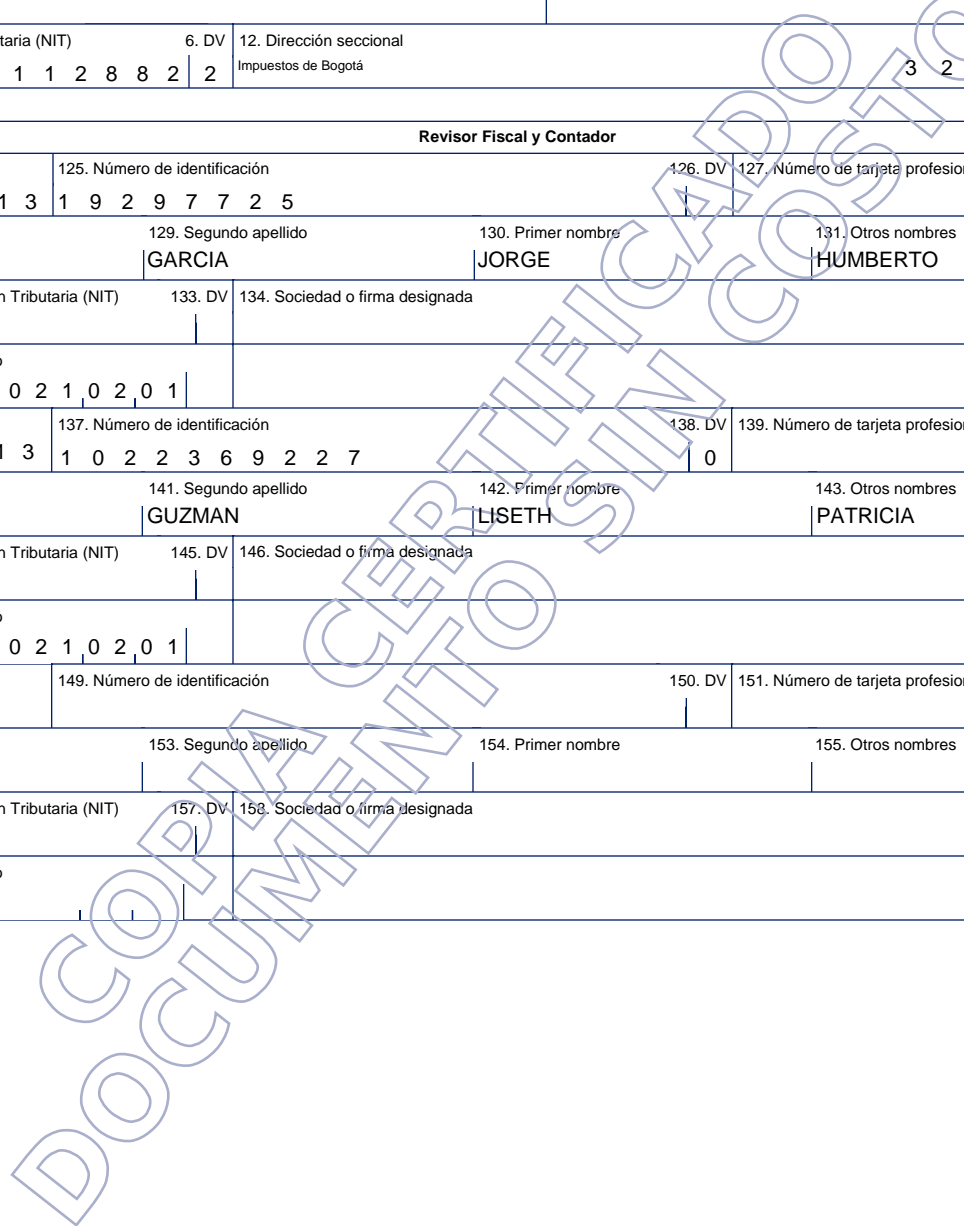 taria (NIT) 6. DV 12. Dirección seccional
1 1 2 8 8 2 2 Impuestos de Bogotá 3 2
Revisor Fiscal y Contador
125. Número de identificación 126. DV 127. Número de tarjeta profesion
1 3 1 9 2 9 7 7 2 5
129. Segundo apellido 130. Primer nombre 131. Otros nombres
GARCIA JORGE HUMBERTO
n Tributaria (NIT) 133. DV 134. Sociedad o firma designada
o
0 2 1 0 2 0 1
137. Número de identificación 138. DV 139. Número de tarjeta profesion
1 3 1 0 2 2 3 6 9 2 2 7 0
141. Segundo apellido 142. Primer nombre 143. Otros nombres
GUZMAN LISETH PATRICIA
n Tributaria (NIT) 145. DV 146. Sociedad o firma designada
o
0 2 1 0 2 0 1
149. Número de identificación 150. DV 151. Número de tarjeta profesion
153. Segundo apellido 154. Primer nombre 155. Otros nombres
n Tributaria (NIT) 157. DV 158. Sociedad o firma designada
o
COPIA CERTIFICADO
DOCUMENTO SIN COSTO